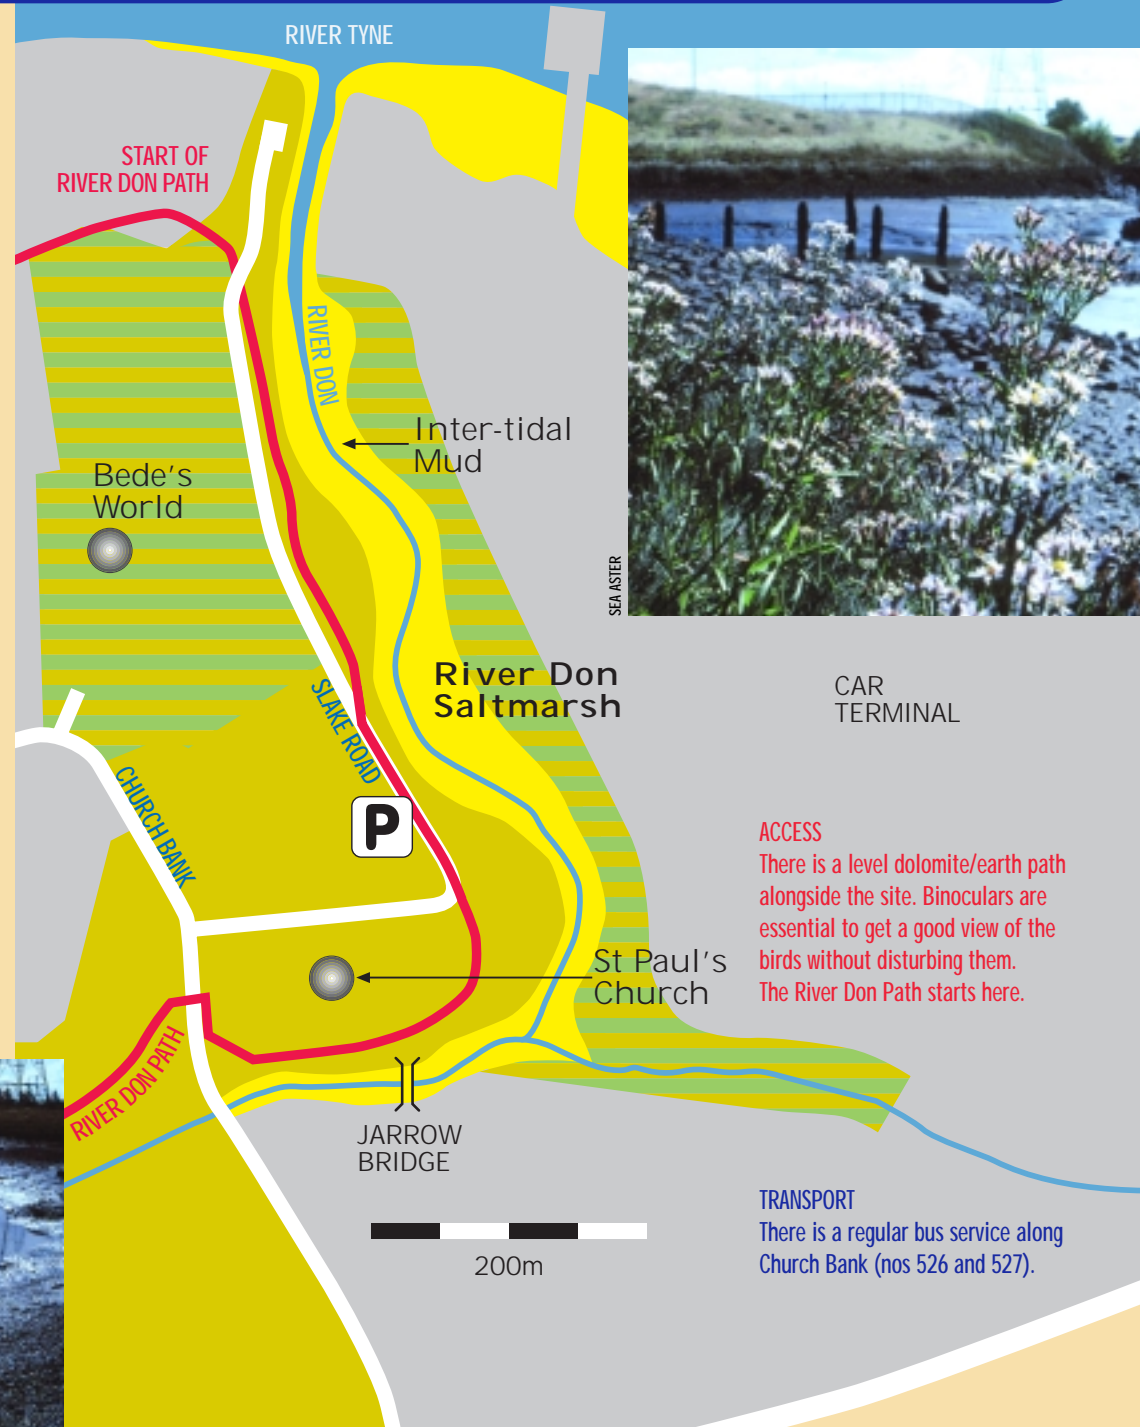 RIVER TYNE
START OF
RIVER DON PATH
RIVER DON
Inter-tidal
Mud
Bede's
World
SEA ASTER
River Don
Saltmarsh
SLAKE ROAD
CAR
TERMINAL
CHURCH BANK
P
ACCESS
There is a level dolomite/earth path
alongside the site. Binoculars are
essential to get a good view of the
birds without disturbing them.
The River Don Path starts here.
St Paul's
Church
RIVER DON PATH
JARROW
BRIDGE
200m
TRANSPORT
There is a regular bus service along
Church Bank (nos 526 and 527).